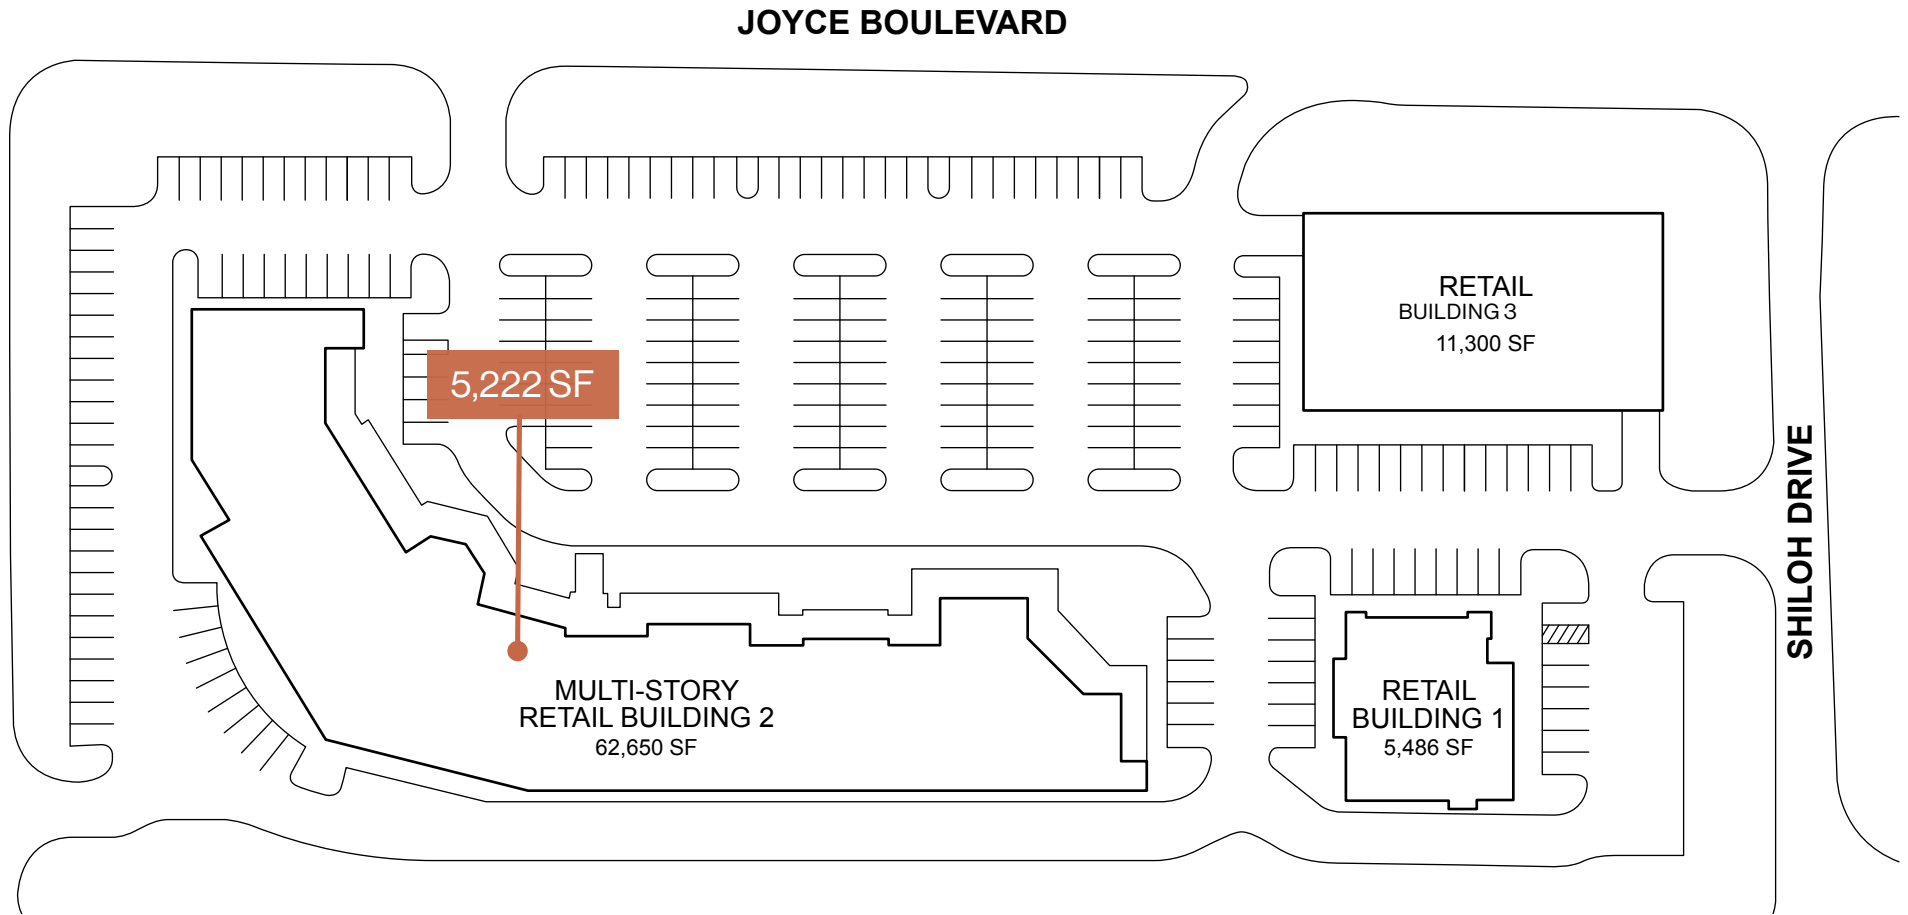 JOYCE BOULEVARD
RETAIL
BUILDING 3
11,300 SF
5,222 SF
SHILOH DRIVE
MULTI-STORY
RETAIL BUILDING 2
62,650 SF
RETAIL
BUILDING 1
5,486 SF